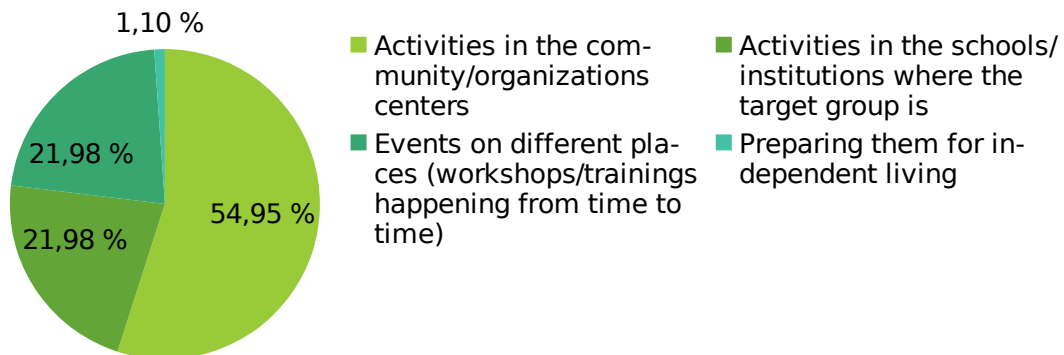 1,10 %
21,98 %
54,95 %
21,98 %
Activities in the com-
munity/organizations
centers
Activities in the schools/
institutions where the
target group is
Events on different pla-
ces (workshops/trainings
happening from time to
time)
Preparing them for in-
dependent living